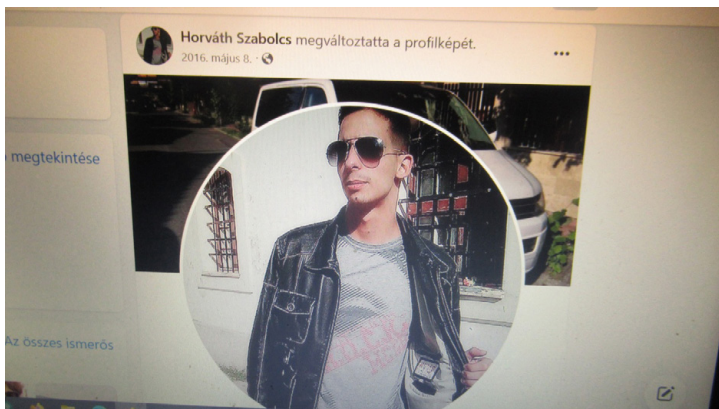 Horváth Szabolcs megváltoztatta a profilképét.
2016. május 8.
megtekintése
Az összes ismerős